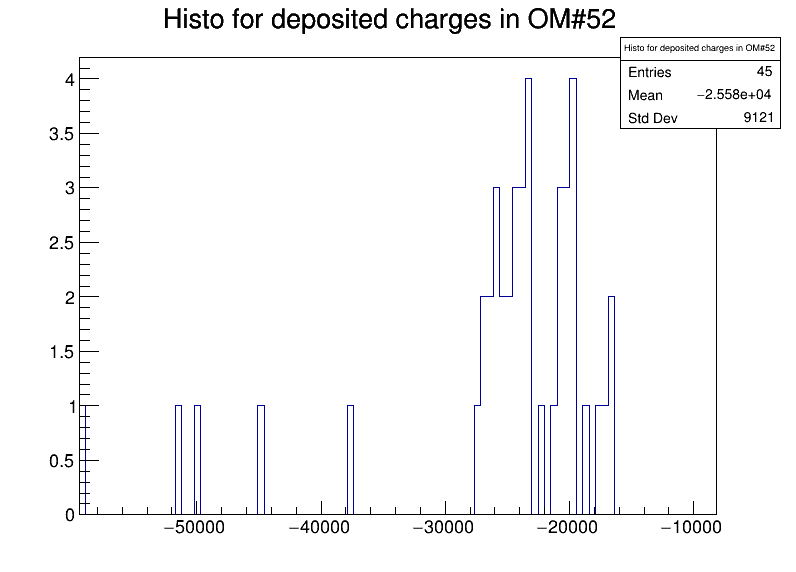 Histo for deposited charges in OM#52
Histo for deposited charges in OM#52
Entries 45
Mean −2.558e+04
Std Dev 9121
4
3.5
3
2.5
2
1.5
1
0.5
0
−50000 −40000 −30000 −20000 −10000